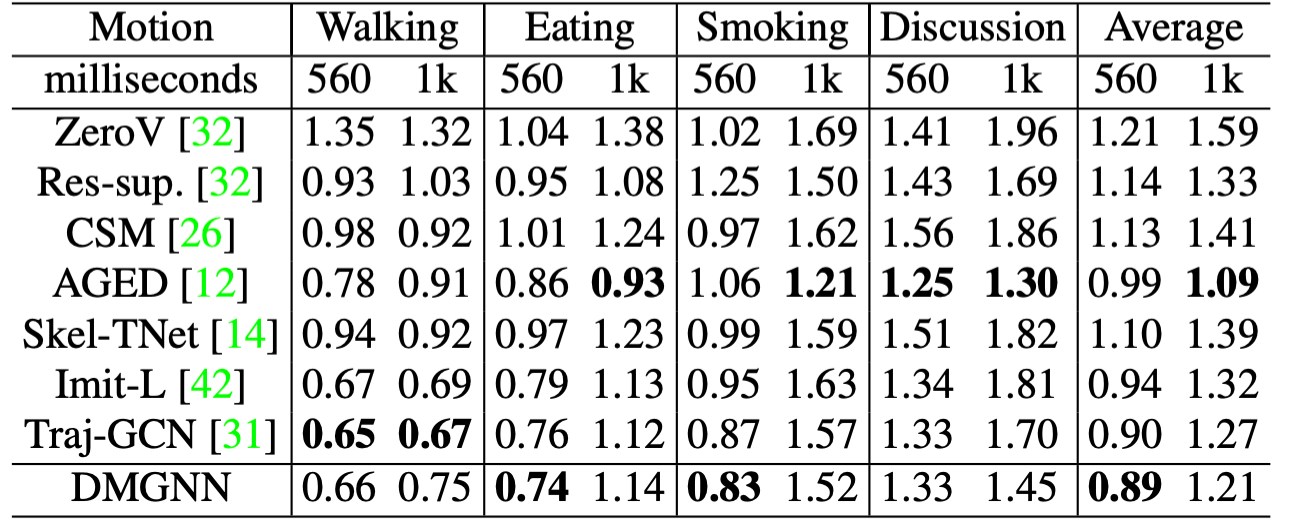 Motion Walking Eating Smoking Discussion Average
milliseconds 560 1k 560 1k 560 1k 560 1k 560 1k
ZeroV [32] 1.35 1.32 1.04 1.38 1.02 1.69 1.41 1.96 1.21 1.59
Res-sup. [32] 0.93 1.03 0.95 1.08 1.25 1.50 1.43 1.69 1.14 1.33
CSM [26] 0.98 0.92 1.01 1.24 0.97 1.62 1.56 1.86 1.13 1.41
AGED [12] 0.78 0.91 0.86 0.93 1.06 1.21 1.25 1.30 0.99 1.09
Skel-TNet [14] 0.94 0.92 0.97 1.23 0.99 1.59 1.51 1.82 1.10 1.39
Imit-L [42] 0.67 0.69 0.79 1.13 0.95 1.63 1.34 1.81 0.94 1.32
Traj-GCN [31] 0.65 0.67 0.76 1.12 0.87 1.57 1.33 1.70 0.90 1.27
DMGNN 0.66 0.75 0.74 1.14 0.83 1.52 1.33 1.45 0.89 1.21